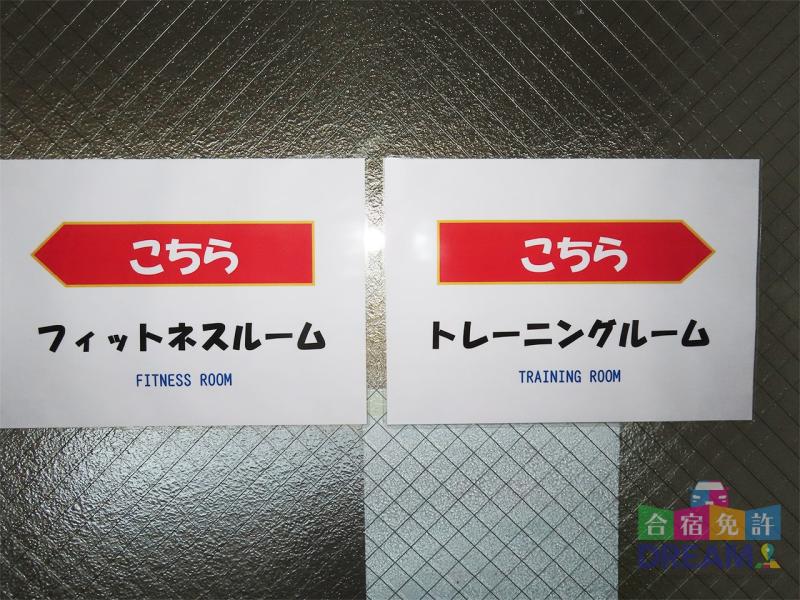 こちら
フィットネスルーム
FITNESS ROOM
こちら
トレーニングルーム
TRAINING ROOM
合宿免許
DREAM!